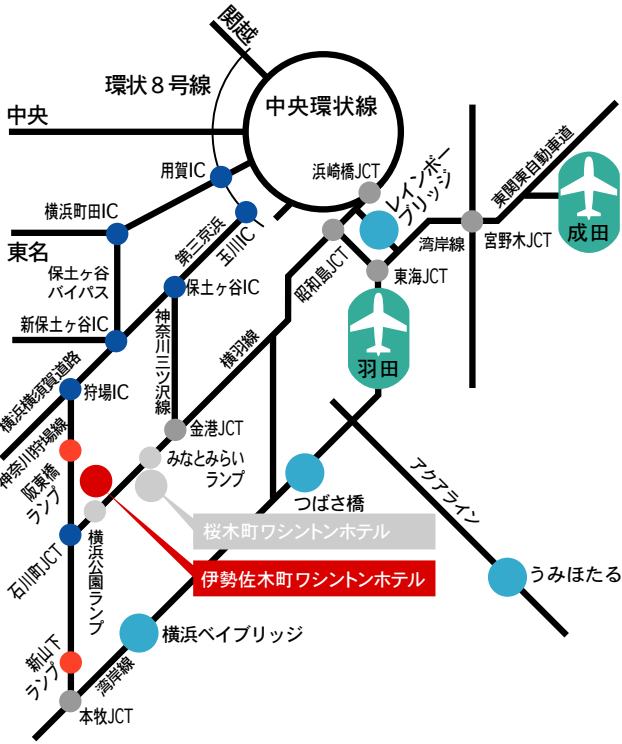 関越
環状８号線
中央環状線
中央
浜崎橋JCT
レインボー
ブリッジ
東関東自動車道
用賀IC
横浜町田IC
東名
第三京浜
玉川IC
昭和島JCT
湾岸線
宮野木JCT
成田
東海JCT
保土ヶ谷
バイパス
保土ヶ谷IC
新保土ヶ谷IC
神奈川三ツ沢線
横羽線
羽田
横浜横須賀道路
狩場IC
神奈川狩場線
金港JCT
みなとみらい
ランプ
阪東橋
ランプ
つばさ橋
アクアライン
桜木町ワシントンホテル
横浜公園ランプ
石川町JCT
伊勢佐木町ワシントンホテル
うみほたる
横浜ベイブリッジ
新山下
ランプ
湾岸線
本牧JCT